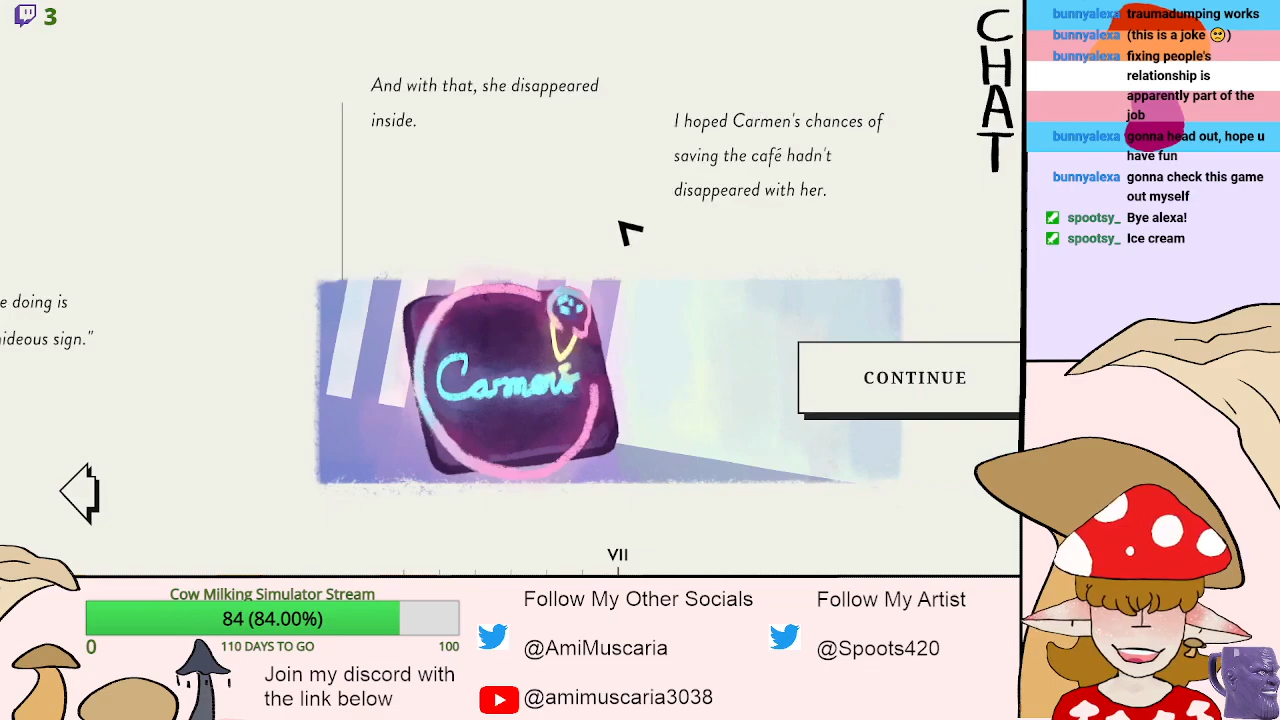 3
And with that, she disappeared
inside.
I hoped Carmen's chances of
saving the café hadn't
disappeared with her.
e doing is
ideous sign."
Carmen's
CONTINUE
VII
CHAT
bunnyalexa traumadumping works
bunnyalexa (this is a joke 🥺)
bunnyalexa fixing people's
relationship is
apparently part of the
job
bunnyalexa gonna head out, hope u
have fun
bunnyalexa gonna check this game
out myself
spootsy_ Bye alexa!
spootsy_ Ice cream
Cow Milking Simulator Stream
84 (84.00%)
0 110 DAYS TO GO 100
Join my discord with
the link below
Follow My Other Socials
@AmiMuscaria
@amimuscaria3038
Follow My Artist
@Spoots420